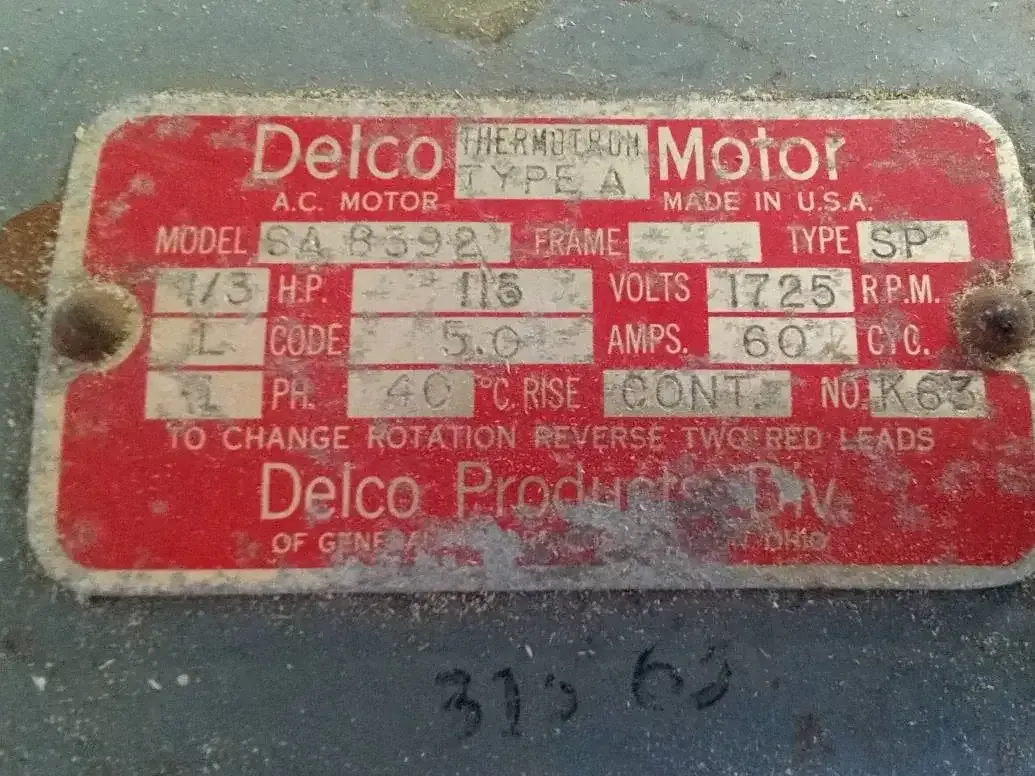 Delco THERMOTRON Motor
TYPE A
A.C. MOTOR MADE IN U.S.A.
MODEL SA 8392 FRAME TYPE SP
1/3 H.P. 115 VOLTS 1725 R.P.M.
L CODE 5.0 AMPS. 60 CYC.
1 PH. 40 °C. RISE CONT. NO. K63
TO CHANGE ROTATION REVERSE TWO RED LEADS
Delco Products Div.
OF GENERAL OHIO